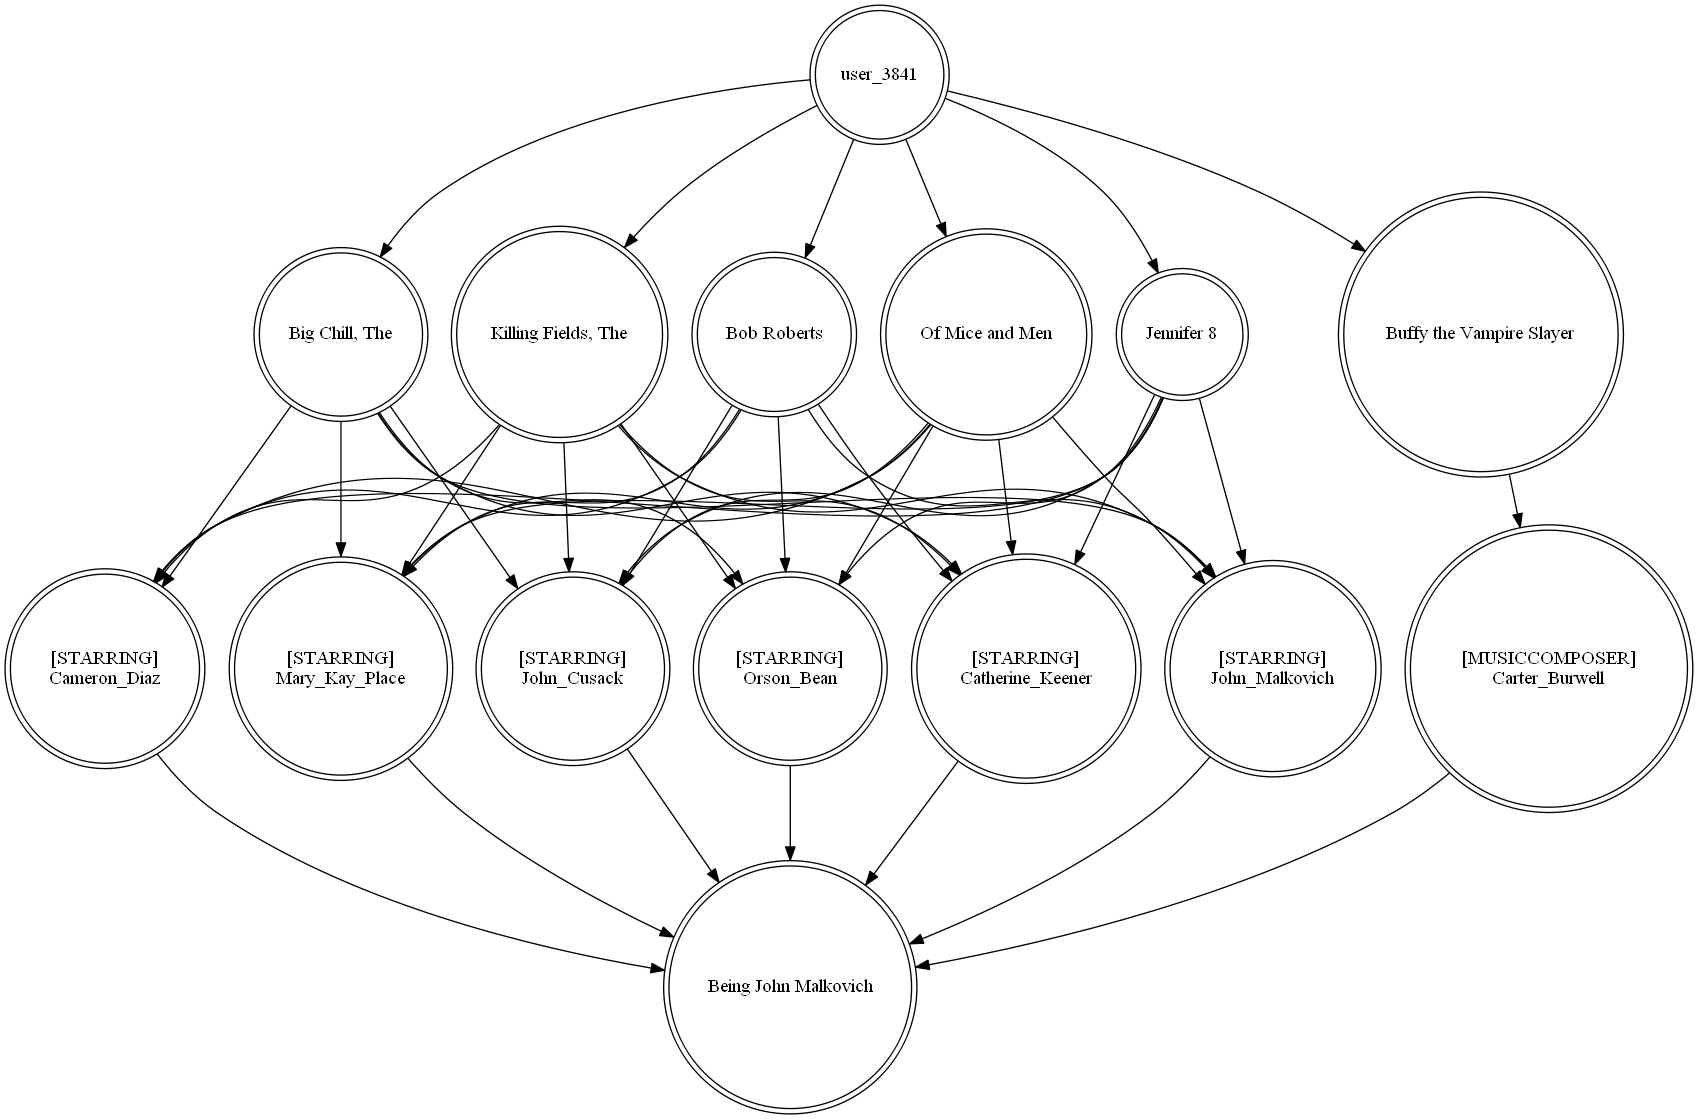 user_3841
Big Chill, The
Killing Fields, The
Bob Roberts
Of Mice and Men
Jennifer 8
Buffy the Vampire Slayer
[STARRING]
Cameron_Diaz
[STARRING]
Mary_Kay_Place
[STARRING]
John_Cusack
[STARRING]
Orson_Bean
[STARRING]
Catherine_Keener
[STARRING]
John_Malkovich
[MUSICCOMPOSER]
Carter_Burwell
Being John Malkovich